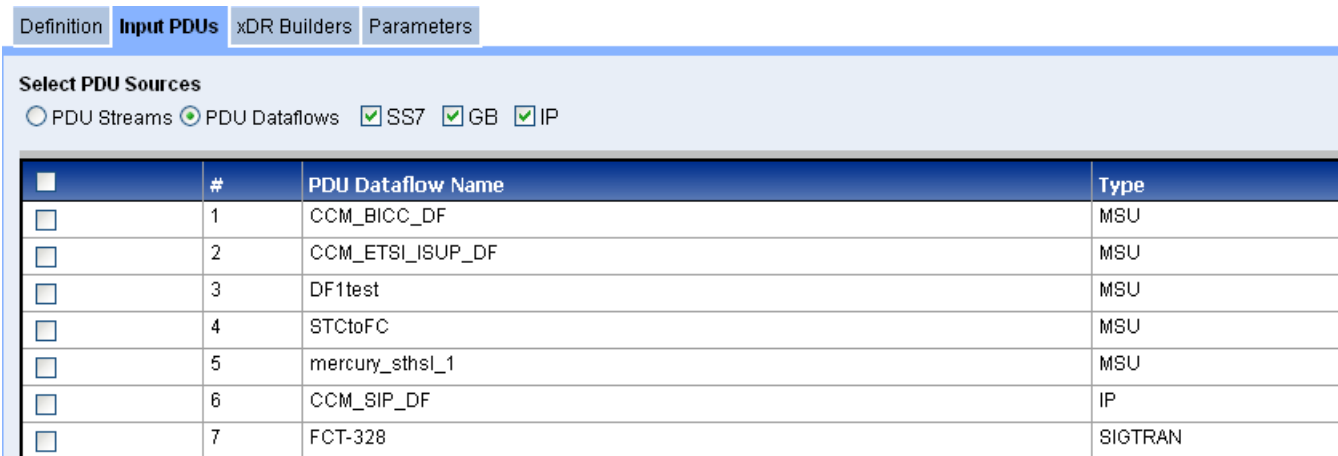 Definition Input PDUs xDR Builders Parameters
Select PDU Sources
PDU Streams PDU Dataflows SS7 GB IP
# PDU Dataflow Name Type
1 CCM_BICC_DF MSU
2 CCM_ETSI_ISUP_DF MSU
3 DF1test MSU
4 STCtoFC MSU
5 mercury_sthsl_1 MSU
6 CCM_SIP_DF IP
7 FCT-328 SIGTRAN